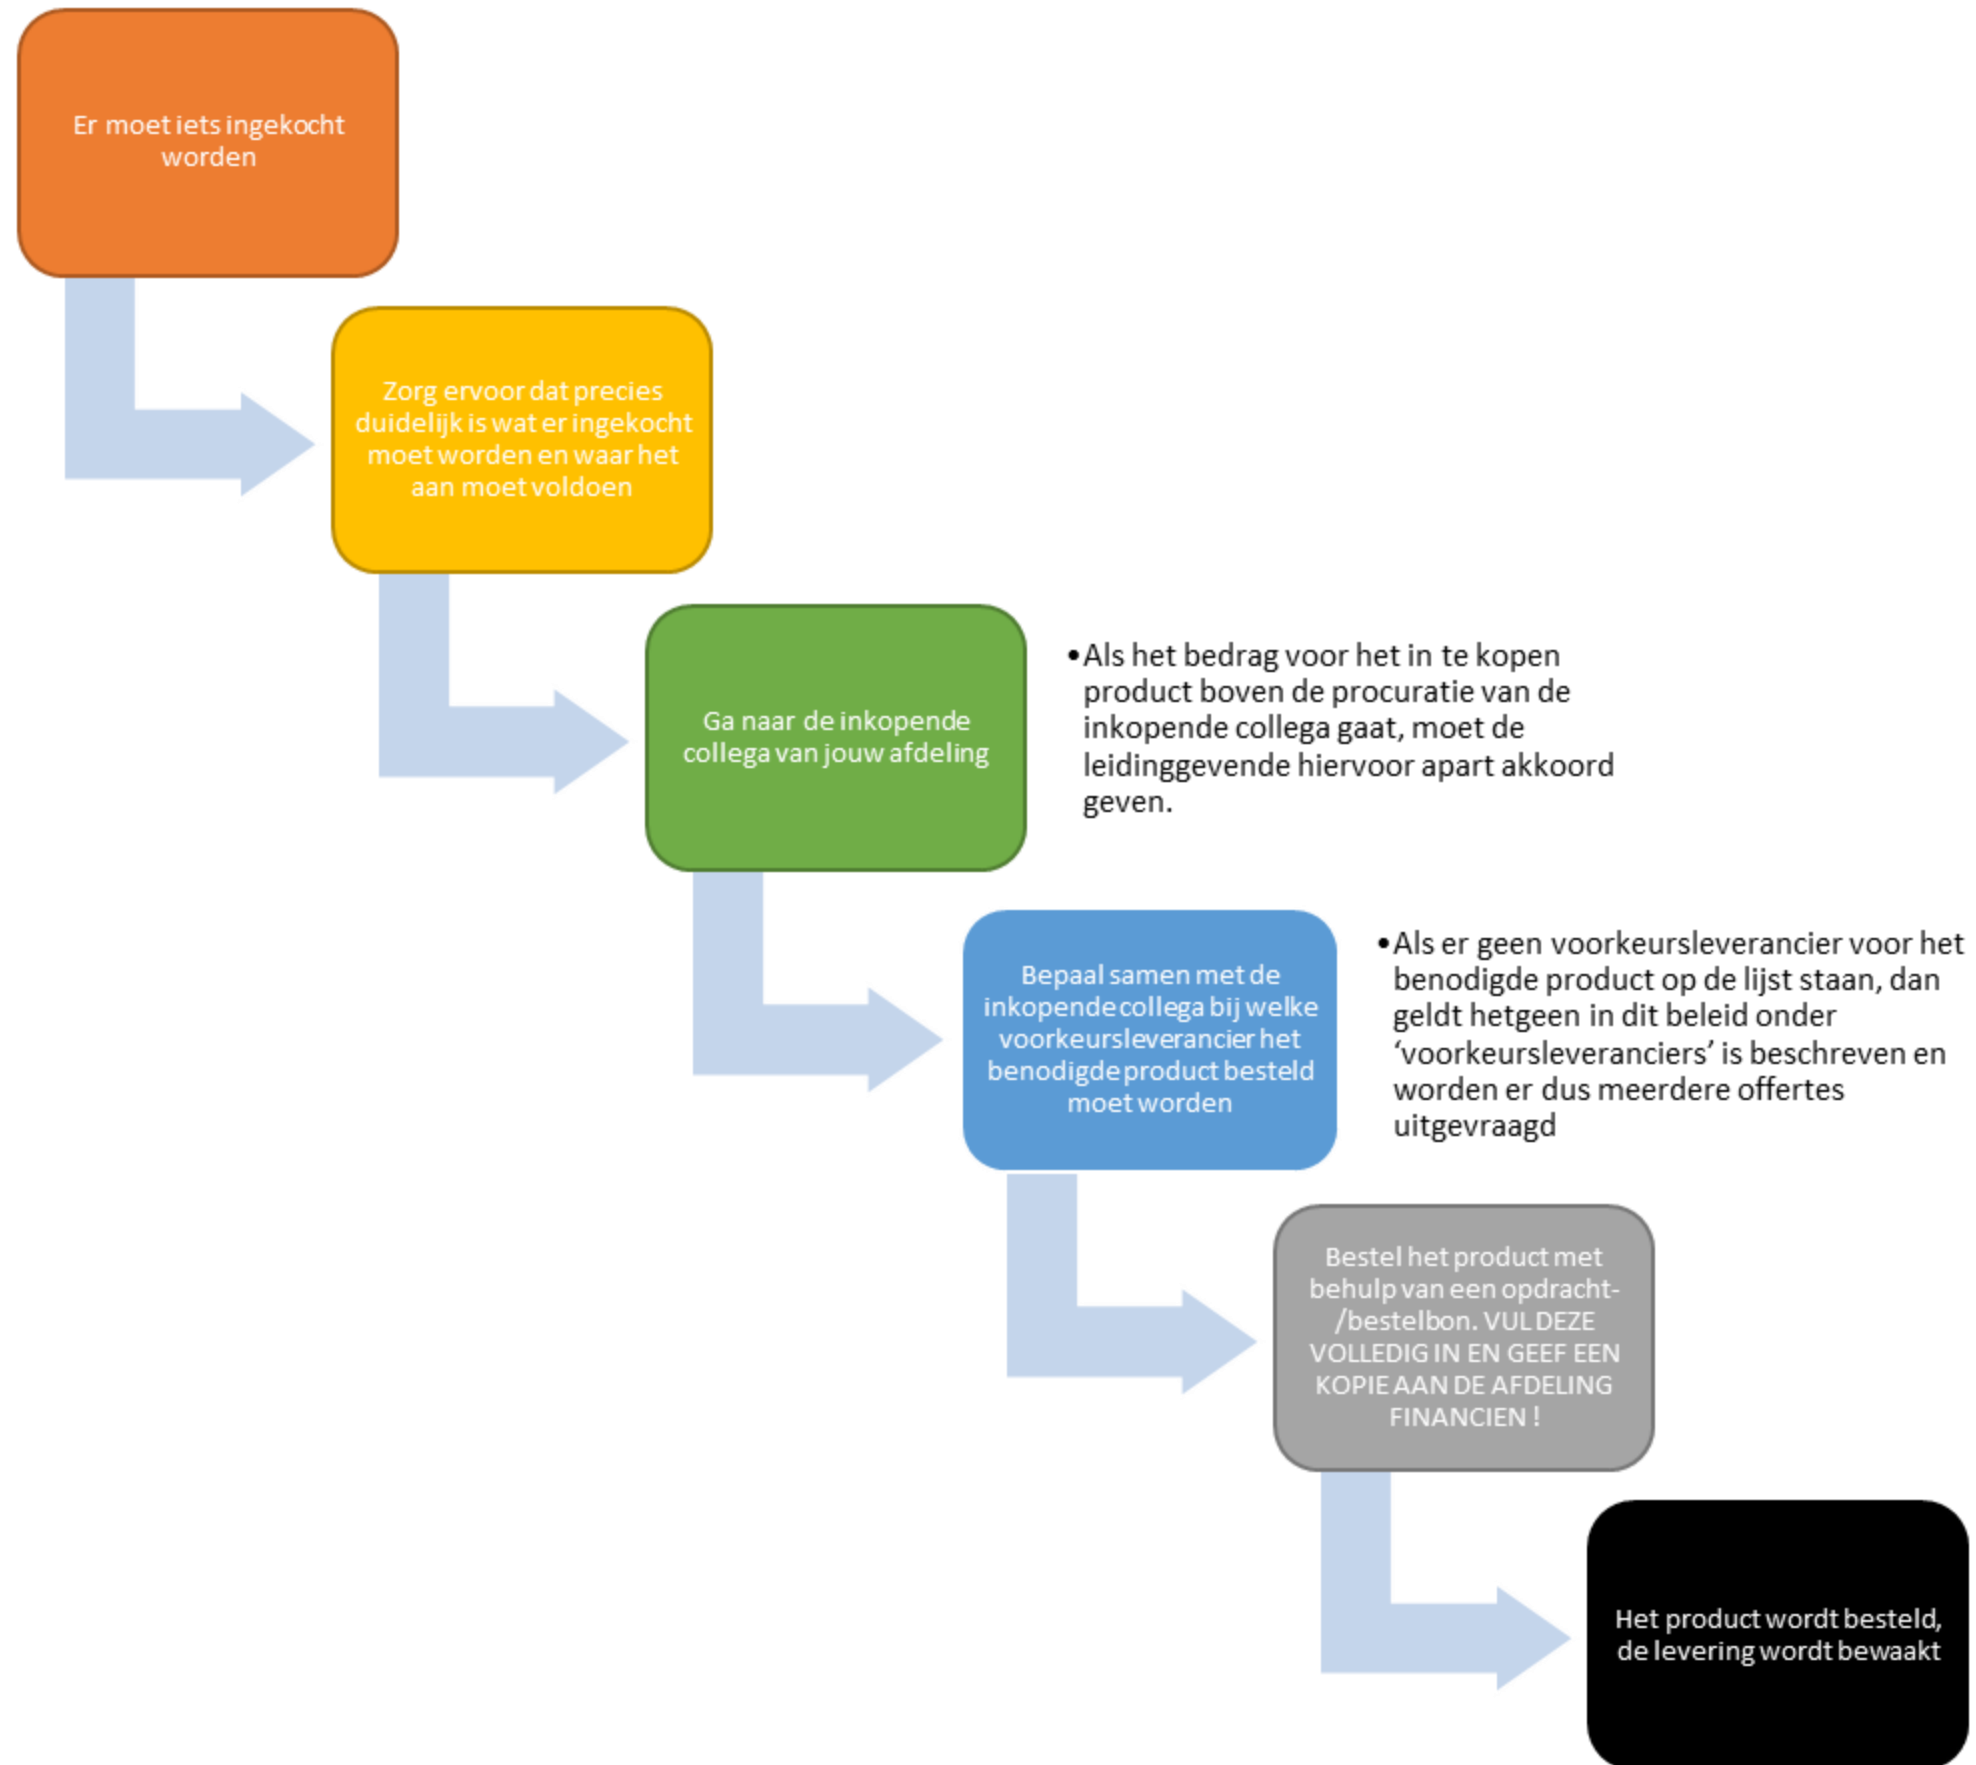 Er moet iets ingekocht
worden
Zorg ervoor dat precies
duidelijk is wat er ingekocht
moet worden en waar het
aan moet voldoen
Ga naar de inkopende
collega van jouw afdeling
•Als het bedrag voor het in te kopen
product boven de procuratie van de
inkopende collega gaat, moet de
leidinggevende hiervoor apart akkoord
geven.
Bepaal samen met de
inkopende collega bij welke
voorkeursleverancier het
benodigde product besteld
moet worden
•Als er geen voorkeursleverancier voor het
benodigde product op de lijst staan, dan
geldt hetgeen in dit beleid onder
‘voorkeursleveranciers’ is beschreven en
worden er dus meerdere offertes
uitgevraagd
Bestel het product met
behulp van een opdracht-
/bestelbon. VUL DEZE
VOLLEDIG IN EN GEEF EEN
KOPIE AAN DE AFDELING
FINANCIEN !
Het product wordt besteld,
de levering wordt bewaakt